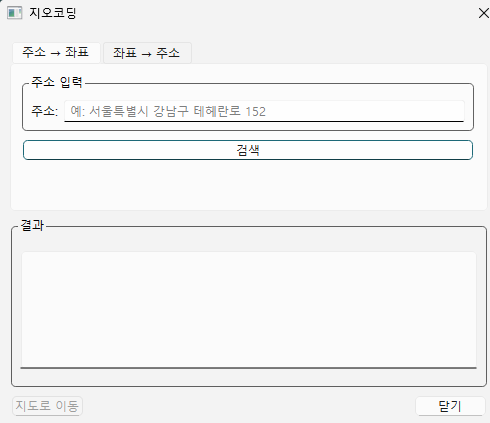 지오코딩
주소 → 좌표 좌표 → 주소
주소 입력
주소: 예: 서울특별시 강남구 테헤란로 152
검색
결과
지도로 이동 닫기